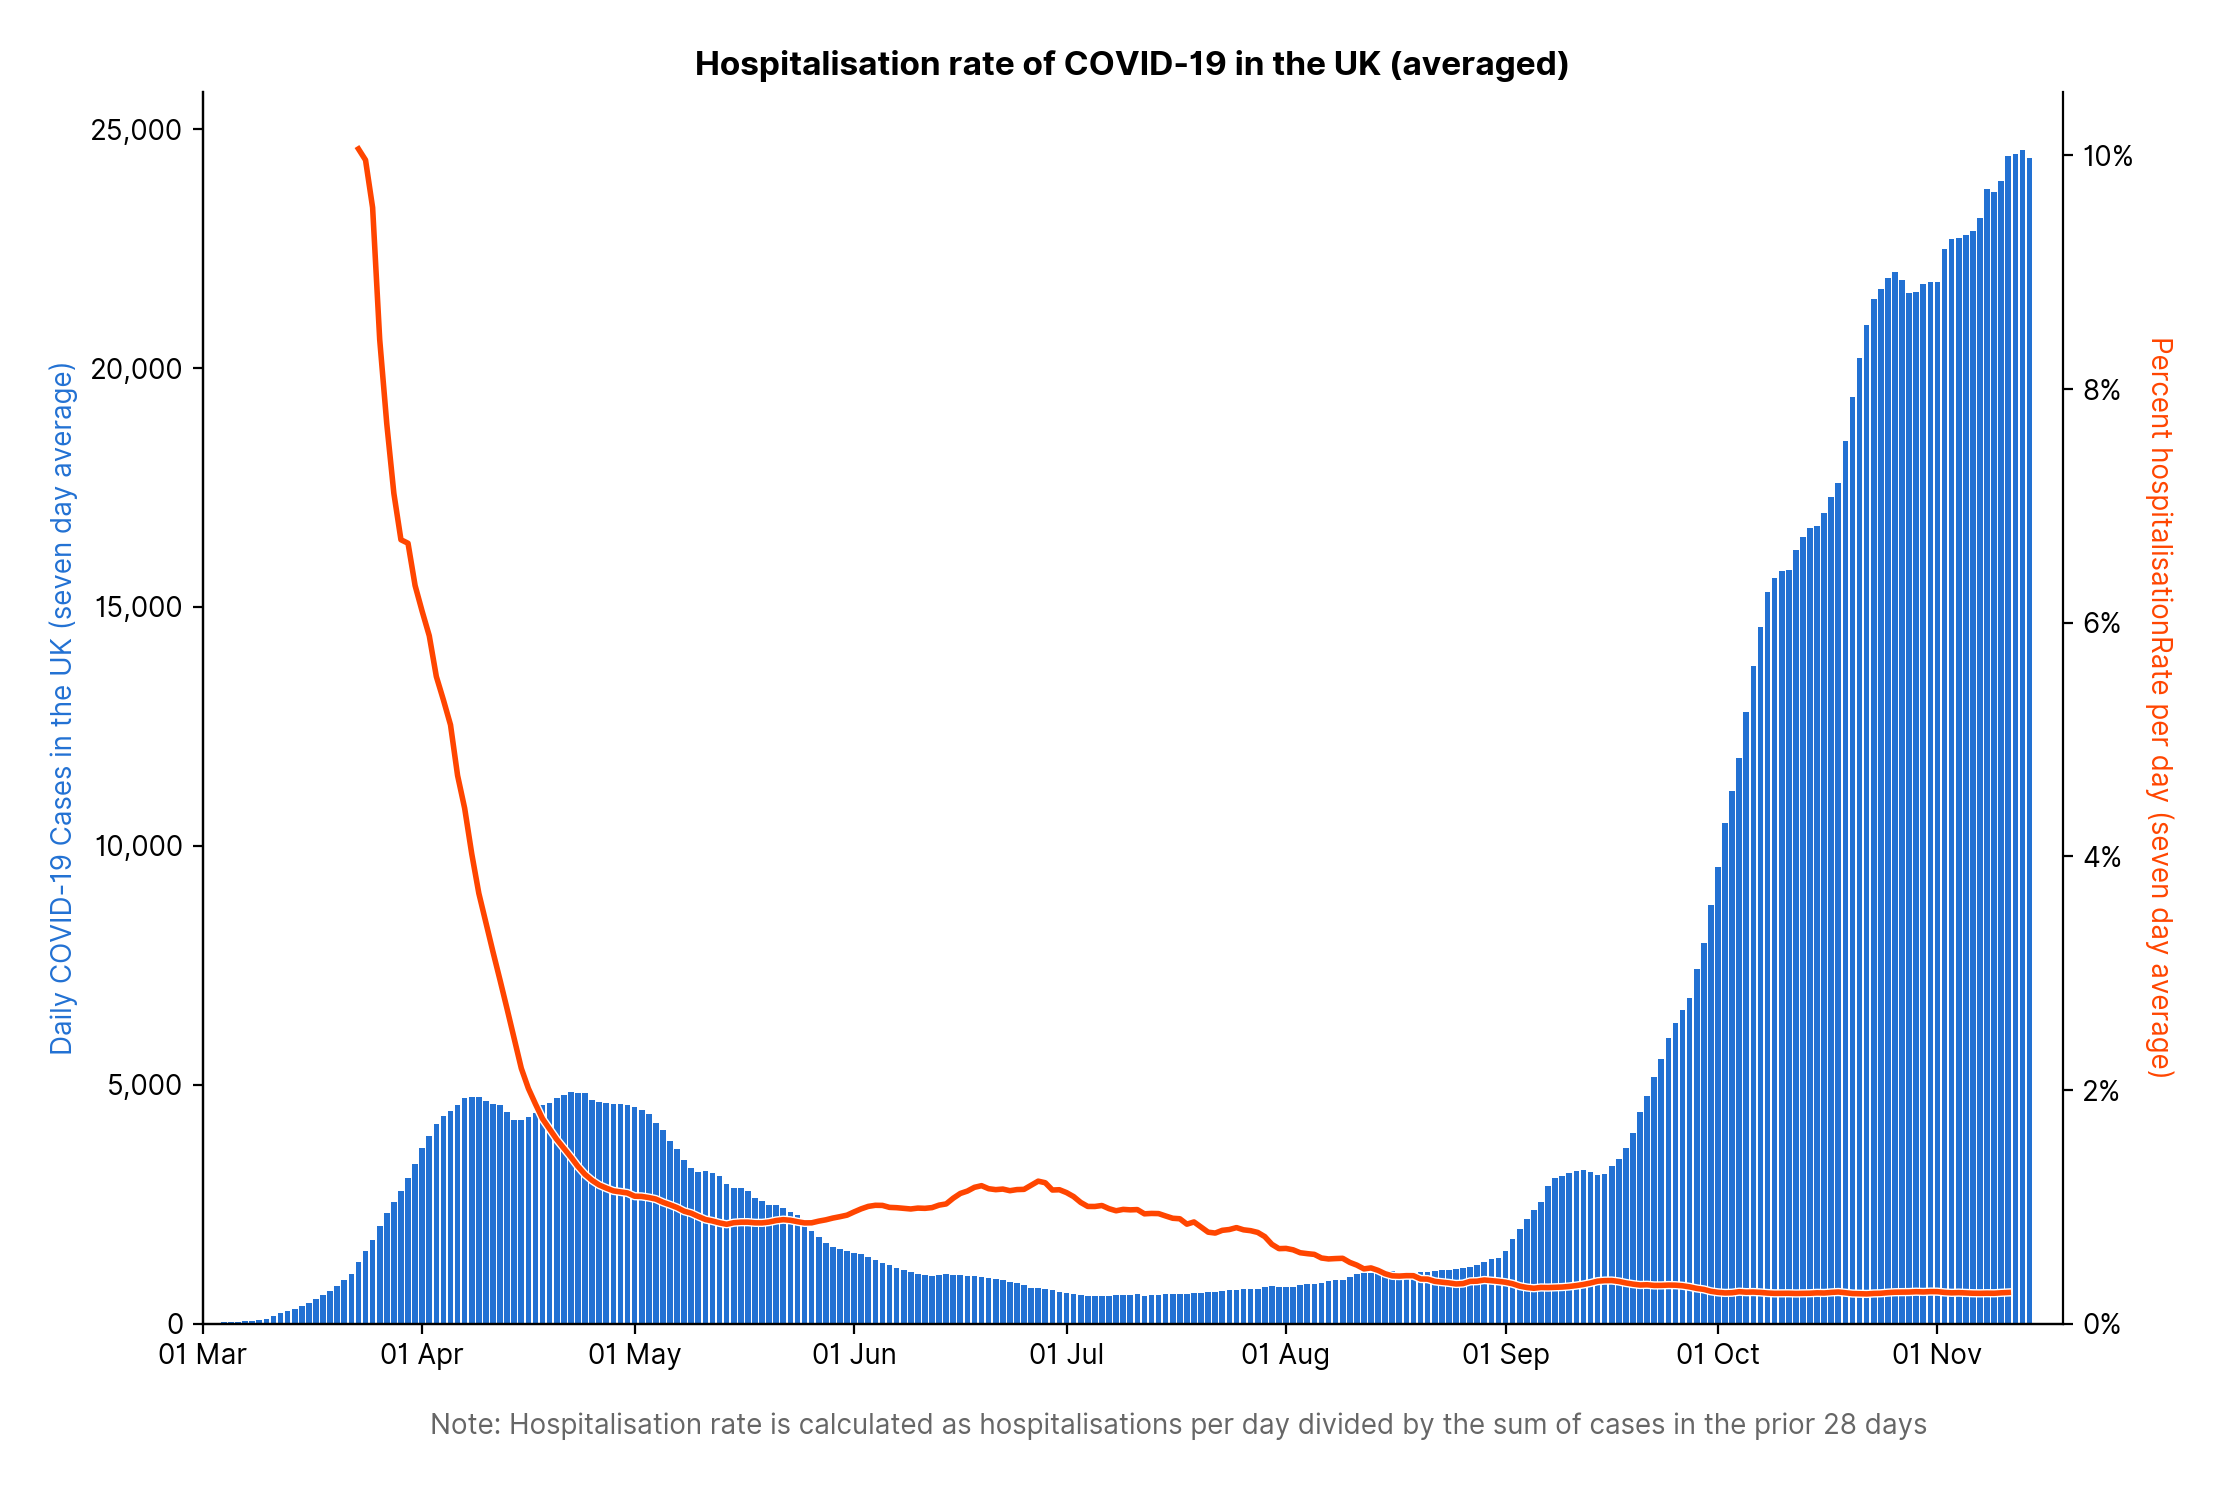 Hospitalisation rate of COVID-19 in the UK (averaged)
Daily COVID-19 Cases in the UK (seven day average)
25,000
20,000
15,000
10,000
5,000
0
10%
8%
6%
4%
2%
0%
Percent hospitalisationRate per day (seven day average)
01 Mar
01 Apr
01 May
01 Jun
01 Jul
01 Aug
01 Sep
01 Oct
01 Nov
Note: Hospitalisation rate is calculated as hospitalisations per day divided by the sum of cases in the prior 28 days